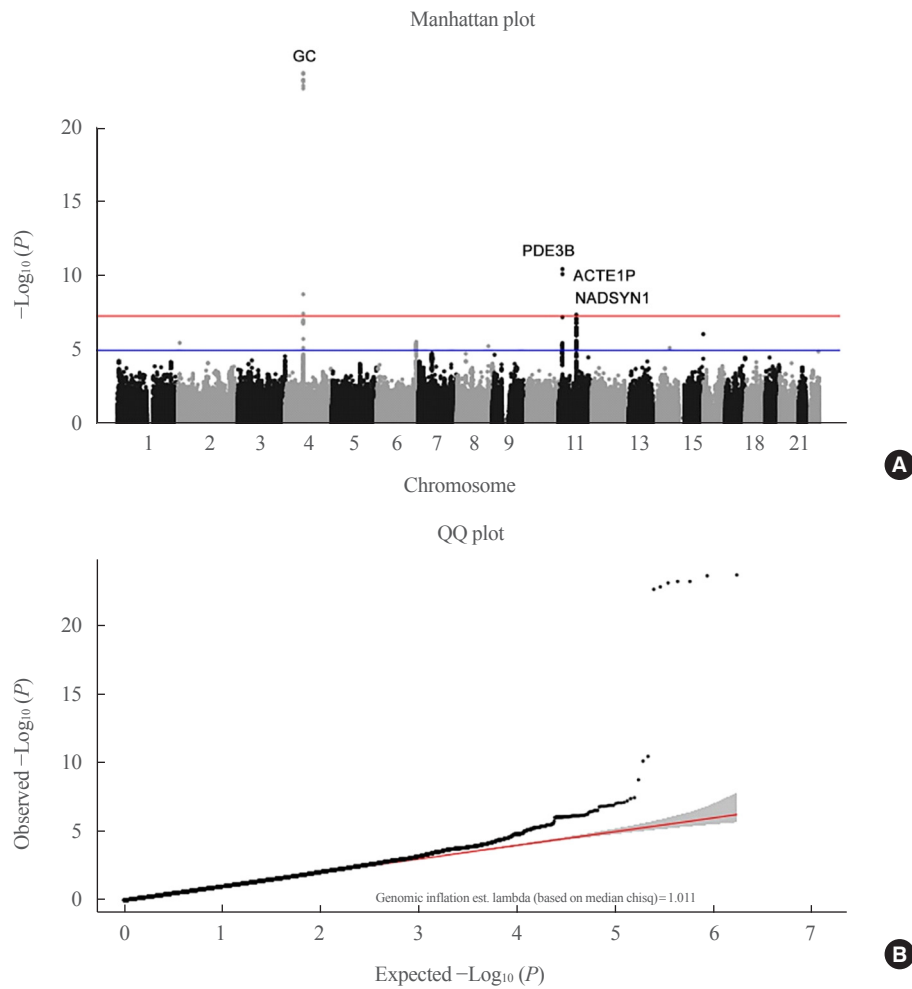 Manhattan plot
GC
20
15
PDE3B
10
ACTE1P
NADSYN1
5
0
−Log₁₀ (P)
1 2 3 4 5 6 7 8 9 11 13 15 18 21
Chromosome
A
QQ plot
20
15
10
5
0
Observed −Log₁₀ (P)
Genomic inflation est. lambda (based on median chisq)=1.011
0 1 2 3 4 5 6 7
Expected −Log₁₀ (P)
B